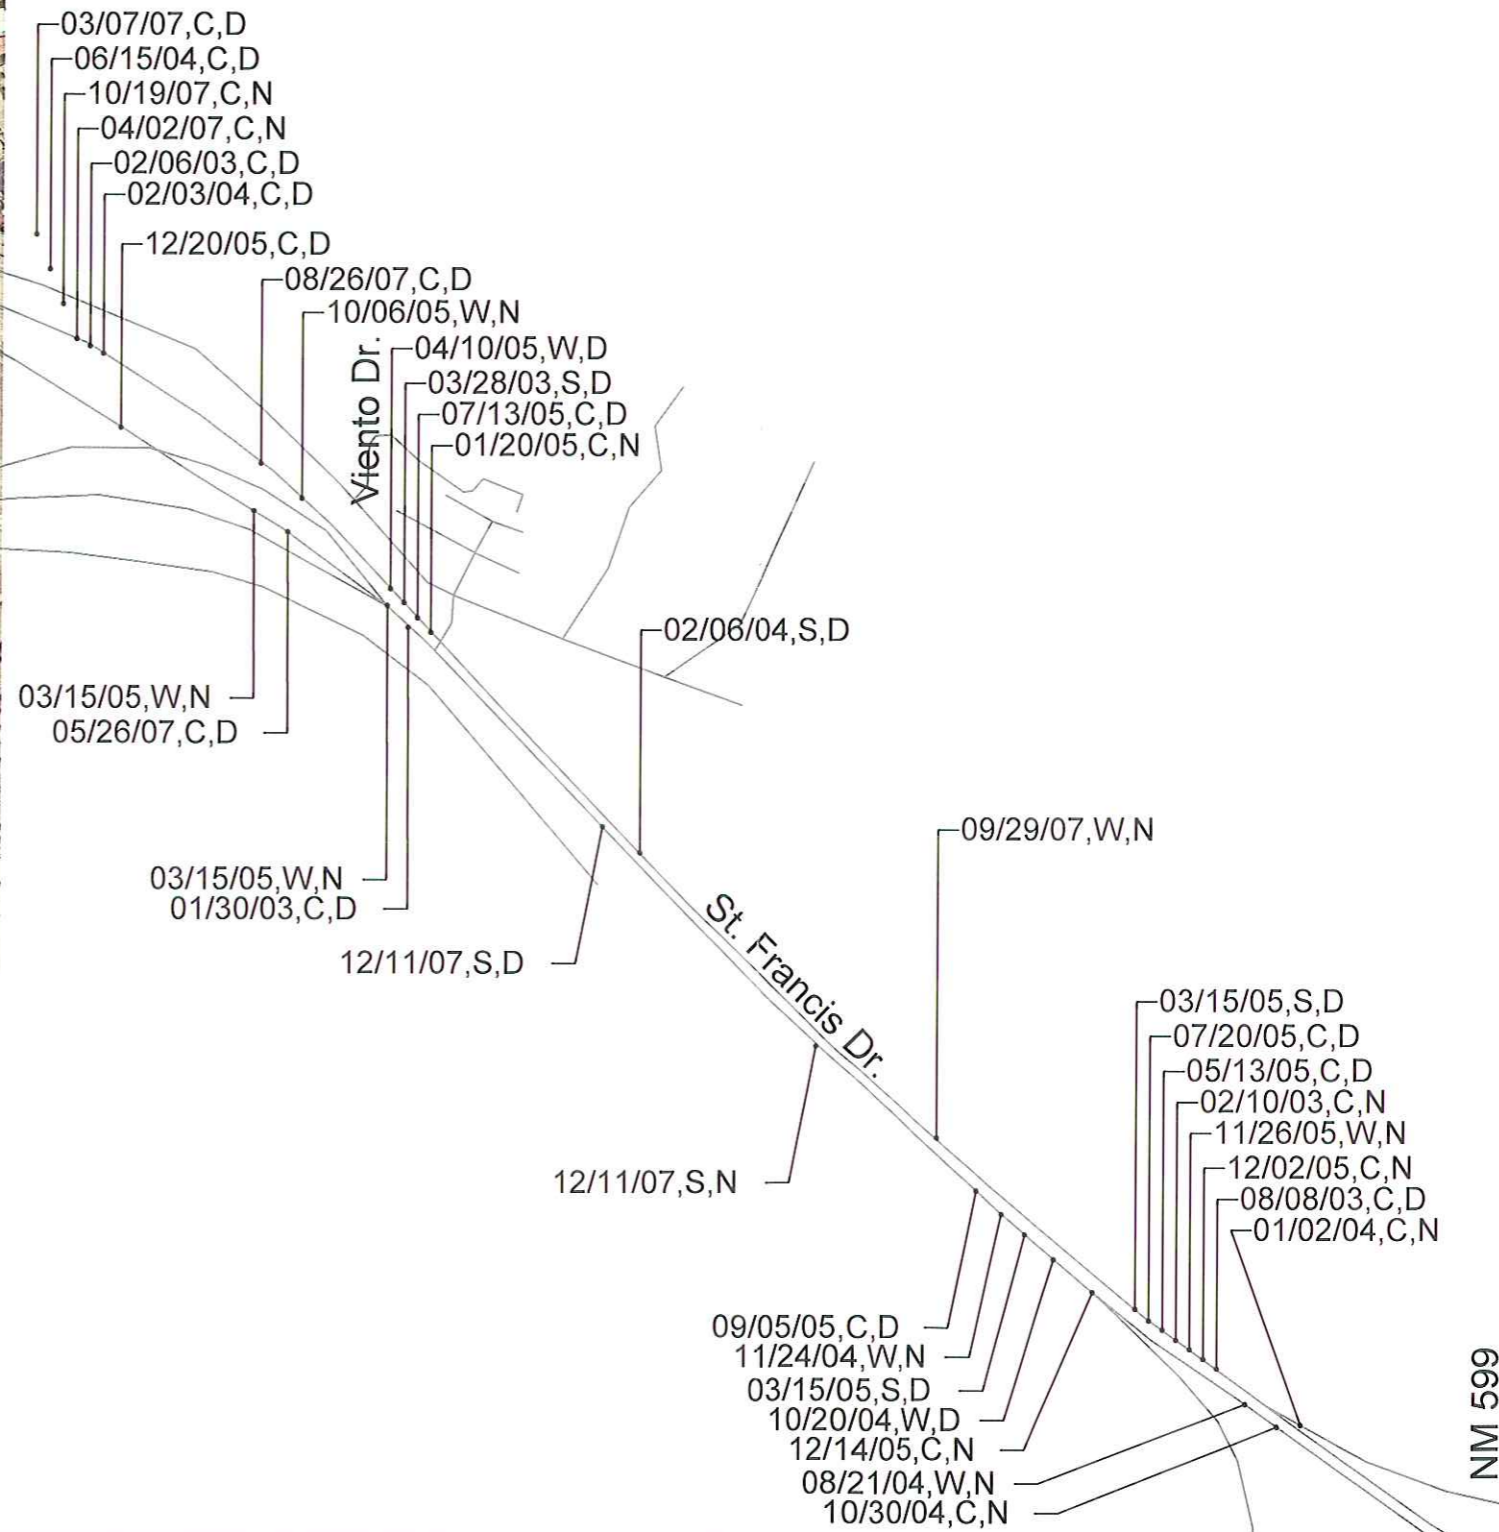 03/07/07,C,D
06/15/04,C,D
10/19/07,C,N
04/02/07,C,N
02/06/03,C,D
02/03/04,C,D
12/20/05,C,D
08/26/07,C,D
10/06/05,W,N
Viento Dr.
04/10/05,W,D
03/28/03,S,D
07/13/05,C,D
01/20/05,C,N
02/06/04,S,D
03/15/05,W,N
05/26/07,C,D
09/29/07,W,N
03/15/05,W,N
01/30/03,C,D
12/11/07,S,D
St. Francis Dr.
03/15/05,S,D
07/20/05,C,D
05/13/05,C,D
02/10/03,C,N
11/26/05,W,N
12/02/05,C,N
08/08/03,C,D
01/02/04,C,N
12/11/07,S,N
09/05/05,C,D
11/24/04,W,N
03/15/05,S,D
10/20/04,W,D
12/14/05,C,N
08/21/04,W,N
10/30/04,C,N
NM 599